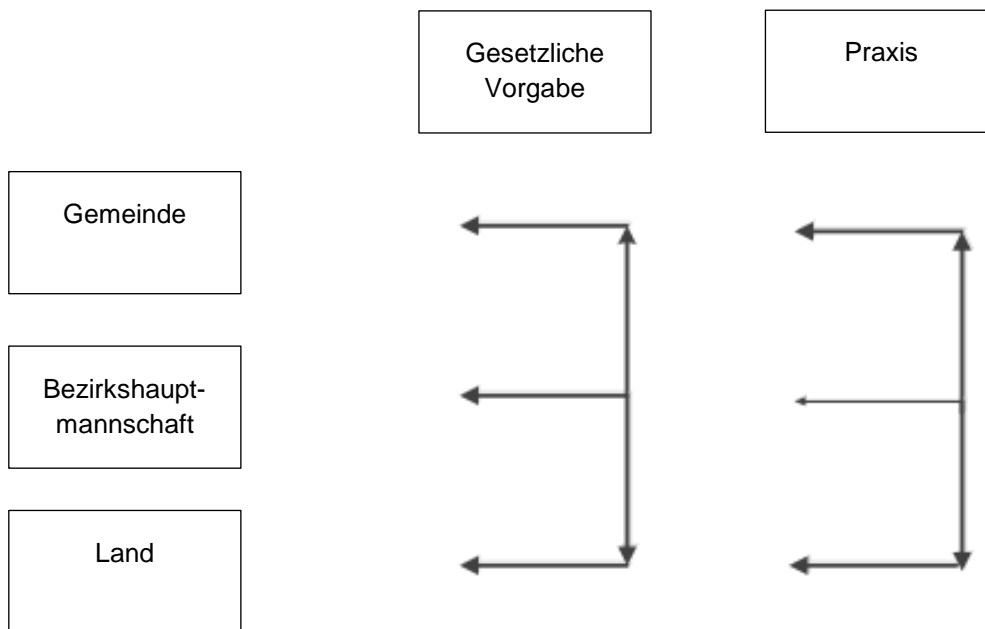 Gesetzliche
Vorgabe
Praxis
Gemeinde
Bezirkshaupt-
mannschaft
Land